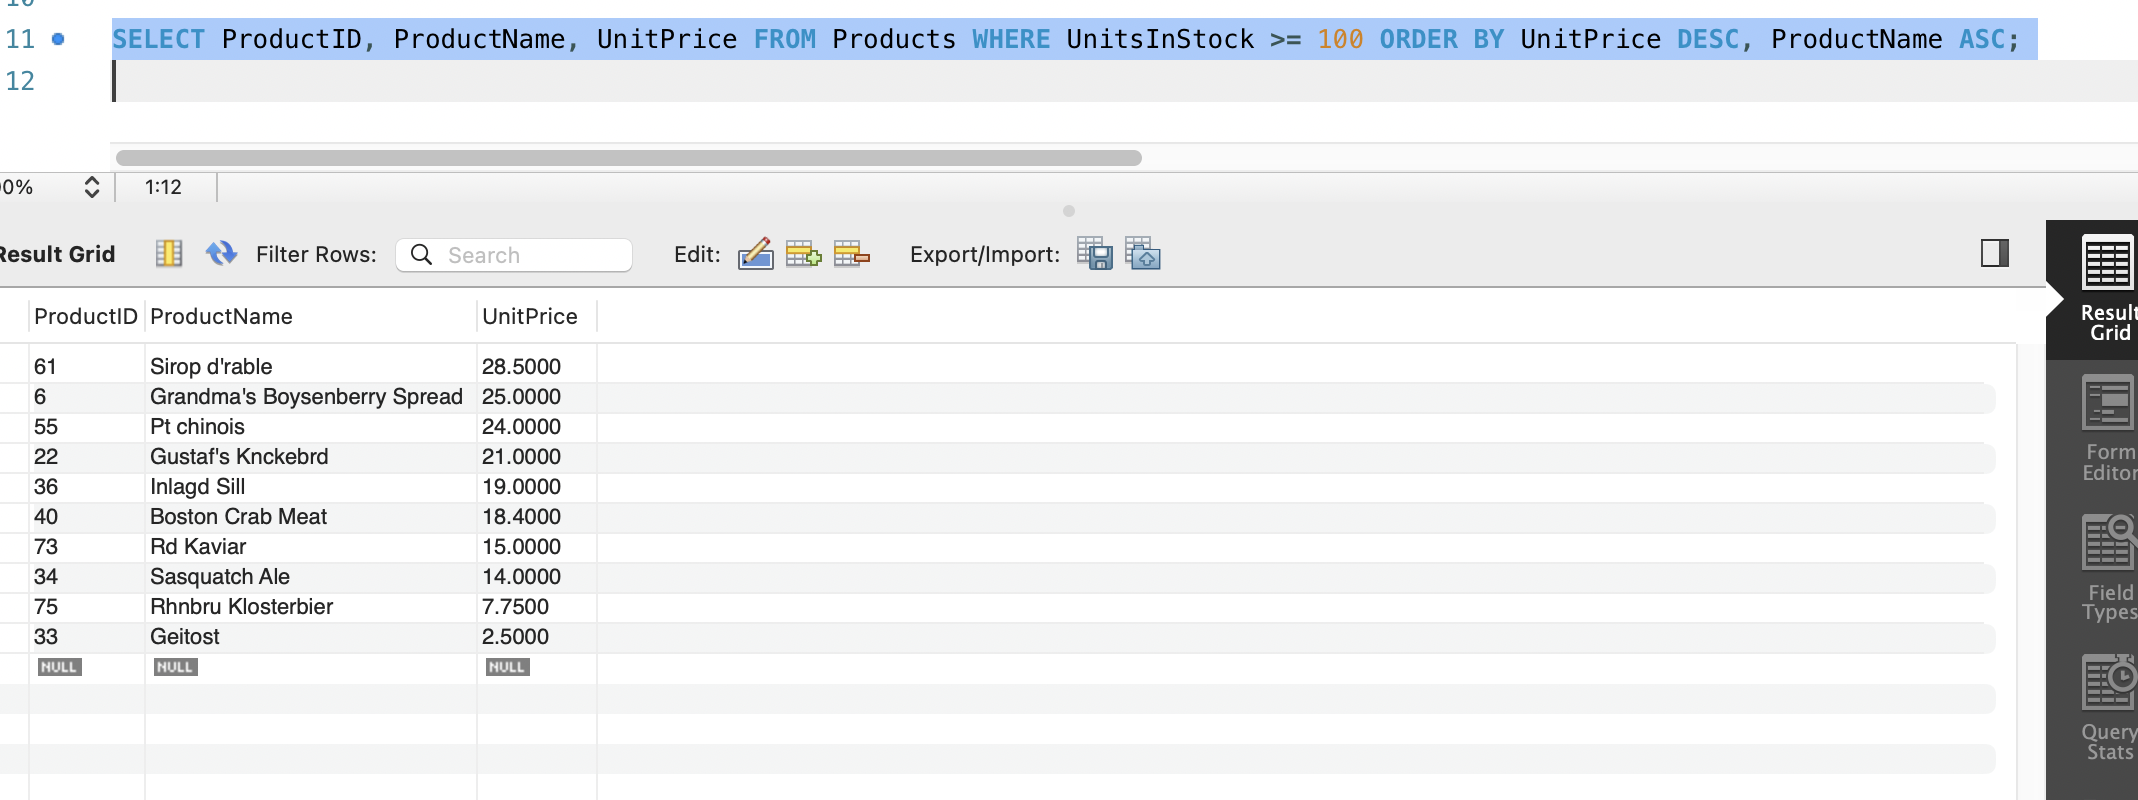 11 SELECT ProductID, ProductName, UnitPrice FROM Products WHERE UnitsInStock >= 100 ORDER BY UnitPrice DESC, ProductName ASC;
12
0% 1:12
Result Grid Filter Rows: Search Edit: Export/Import:
ProductID ProductName UnitPrice
61 Sirop d'rable 28.5000
6 Grandma's Boysenberry Spread 25.0000
55 Pt chinois 24.0000
22 Gustaf's Knckebrd 21.0000
36 Inlagd Sill 19.0000
40 Boston Crab Meat 18.4000
73 Rd Kaviar 15.0000
34 Sasquatch Ale 14.0000
75 Rhnbru Klosterbier 7.7500
33 Geitost 2.5000
NULL NULL NULL
Result
Grid
Form
Editor
Field
Types
Query
Stats